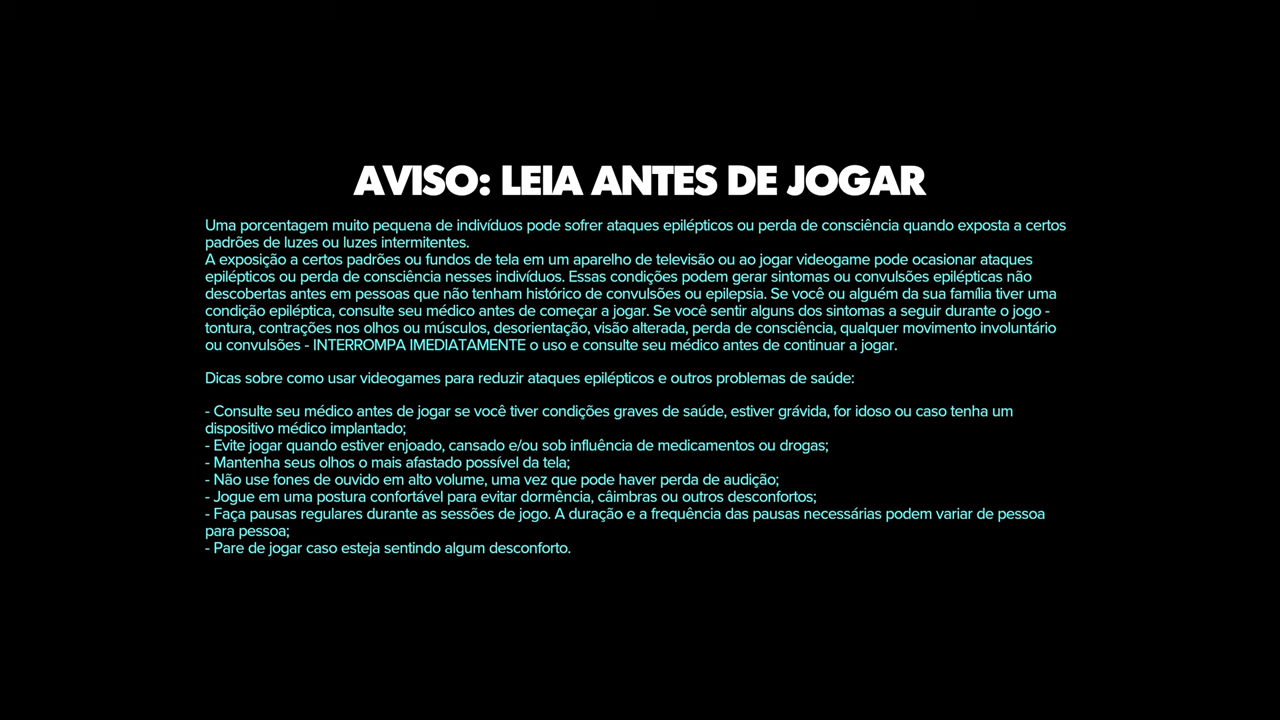 AVISO: LEIA ANTES DE JOGAR
Uma porcentagem muito pequena de indivíduos pode sofrer ataques epilépticos ou perda de consciência quando exposta a certos
padrões de luzes ou luzes intermitentes.
A exposição a certos padrões ou fundos de tela em um aparelho de televisão ou ao jogar videogame pode ocasionar ataques
epilépticos ou perda de consciência nesses indivíduos. Essas condições podem gerar sintomas ou convulsões epilépticas não
descobertas antes em pessoas que não tenham histórico de convulsões ou epilepsia. Se você ou alguém da sua família tiver uma
condição epiléptica, consulte seu médico antes de começar a jogar. Se você sentir alguns dos sintomas a seguir durante o jogo -
tontura, contrações nos olhos ou músculos, desorientação, visão alterada, perda de consciência, qualquer movimento involuntário
ou convulsões - INTERROMPA IMEDIATAMENTE o uso e consulte seu médico antes de continuar a jogar.
Dicas sobre como usar videogames para reduzir ataques epilépticos e outros problemas de saúde:
- Consulte seu médico antes de jogar se você tiver condições graves de saúde, estiver grávida, for idoso ou caso tenha um
dispositivo médico implantado;
- Evite jogar quando estiver enjoado, cansado e/ou sob influência de medicamentos ou drogas;
- Mantenha seus olhos o mais afastado possível da tela;
- Não use fones de ouvido em alto volume, uma vez que pode haver perda de audição;
- Jogue em uma postura confortável para evitar dormência, câimbras ou outros desconfortos;
- Faça pausas regulares durante as sessões de jogo. A duração e a frequência das pausas necessárias podem variar de pessoa
para pessoa;
- Pare de jogar caso esteja sentindo algum desconforto.